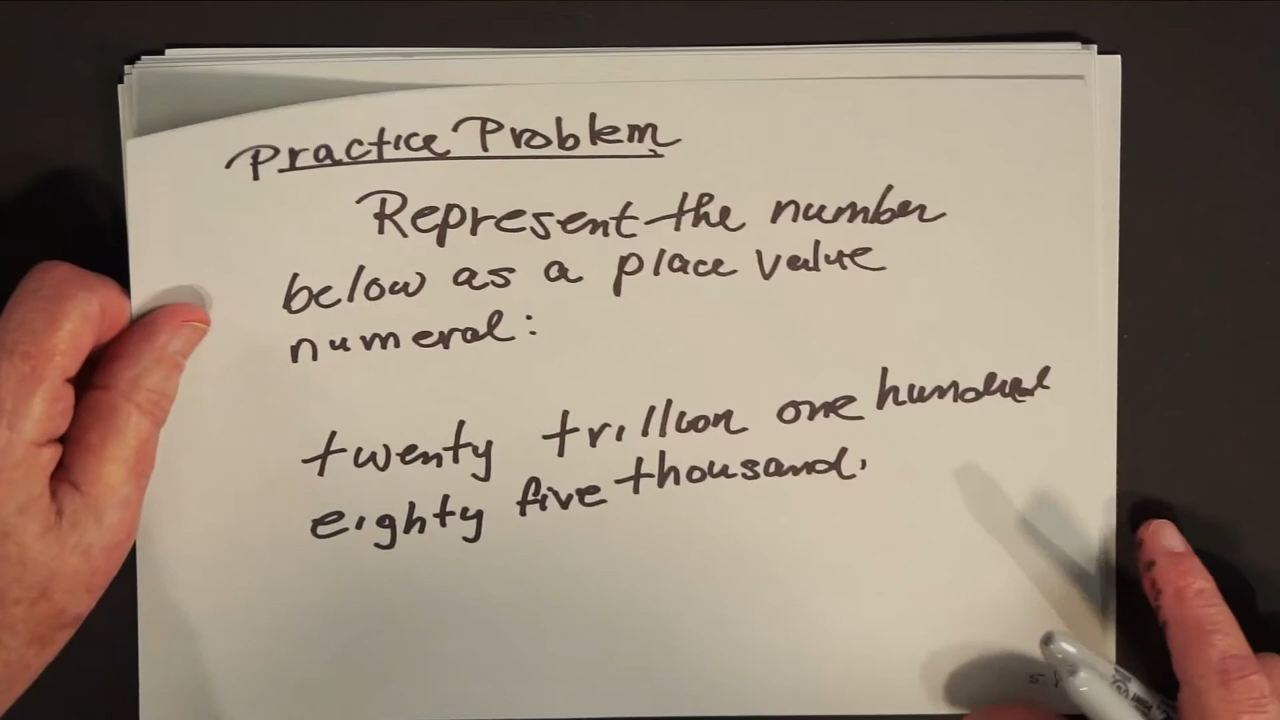 Practice Problem
Represent the number
below as a place value
numeral:
twenty trillion one hundred
eighty five thousand.